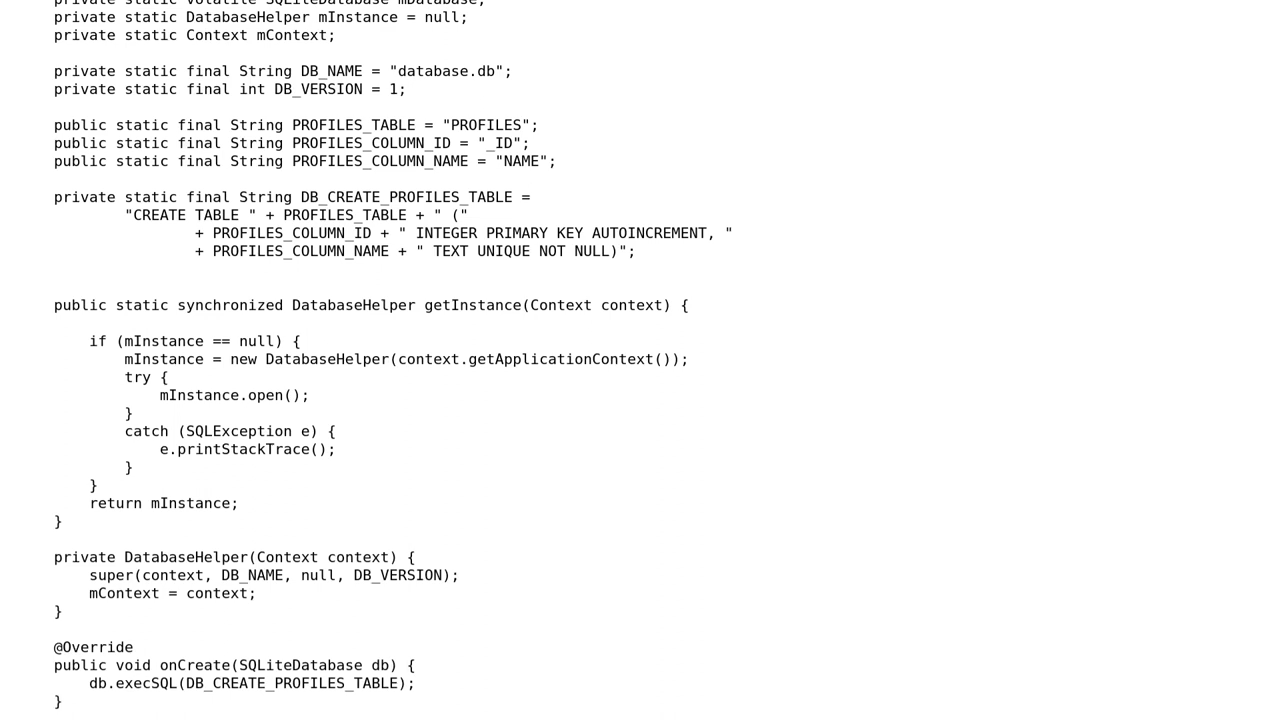 private static volatile SQLiteDatabase mDatabase;
private static DatabaseHelper mInstance = null;
private static Context mContext;
private static final String DB_NAME = "database.db";
private static final int DB_VERSION = 1;
public static final String PROFILES_TABLE = "PROFILES";
public static final String PROFILES_COLUMN_ID = "_ID";
public static final String PROFILES_COLUMN_NAME = "NAME";
private static final String DB_CREATE_PROFILES_TABLE =
"CREATE TABLE " + PROFILES_TABLE + " ("
+ PROFILES_COLUMN_ID + " INTEGER PRIMARY KEY AUTOINCREMENT, "
+ PROFILES_COLUMN_NAME + " TEXT UNIQUE NOT NULL)";
public static synchronized DatabaseHelper getInstance(Context context) {
if (mInstance == null) {
mInstance = new DatabaseHelper(context.getApplicationContext());
try {
mInstance.open();
}
catch (SQLException e) {
e.printStackTrace();
}
}
return mInstance;
}
private DatabaseHelper(Context context) {
super(context, DB_NAME, null, DB_VERSION);
mContext = context;
}
@Override
public void onCreate(SQLiteDatabase db) {
db.execSQL(DB_CREATE_PROFILES_TABLE);
}